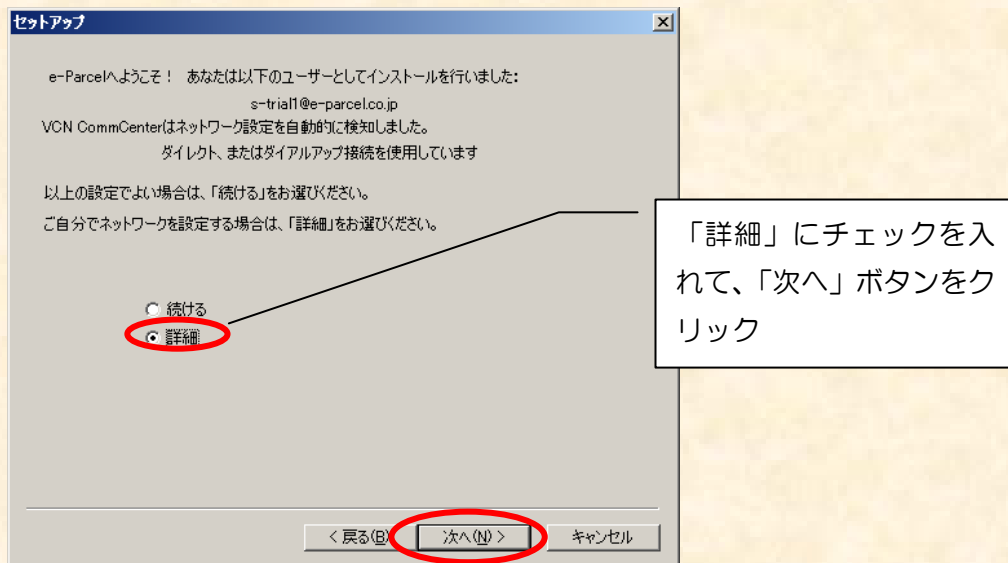 セットアップ
e-Parcelへようこそ！ あなたは以下のユーザーとしてインストールを行いました:
s-trial1@e-parcel.co.jp
VCN CommCenterはネットワーク設定を自動的に検知しました。
ダイレクト、またはダイアルアップ接続を使用しています
以上の設定でよい場合は、「続ける」をお選びください。
ご自分でネットワークを設定する場合は、「詳細」をお選びください。
続ける
詳細
「詳細」にチェックを入
れて、「次へ」ボタンをク
リック
< 戻る(B) 次へ(N) > キャンセル